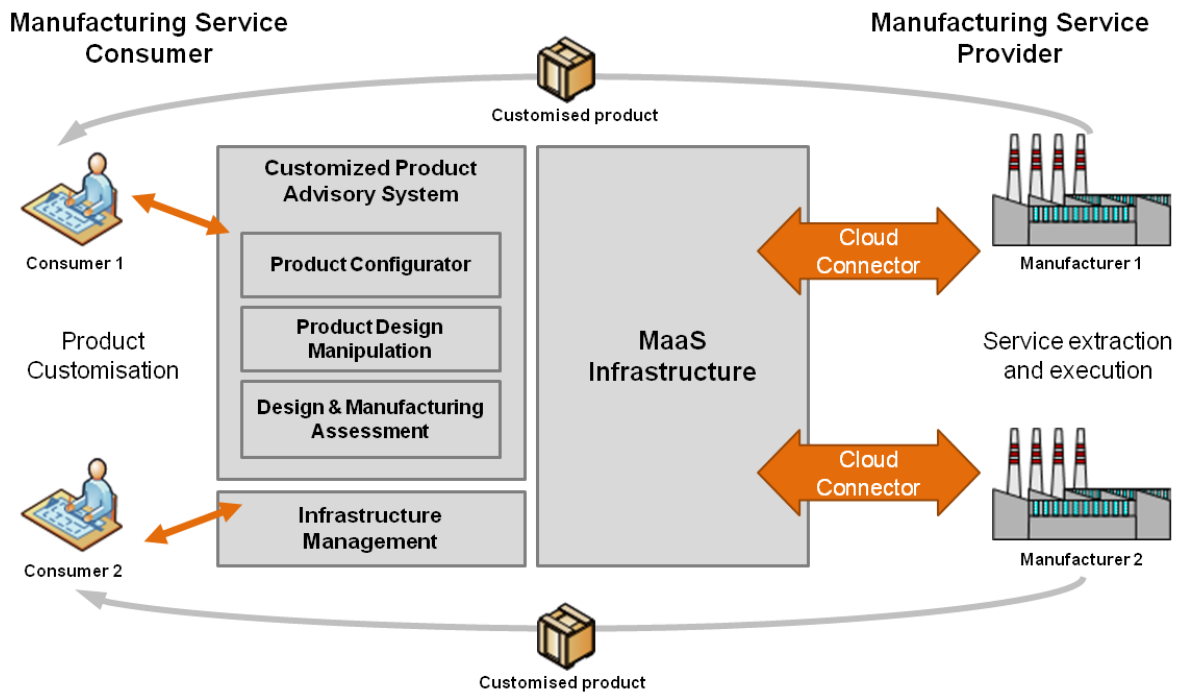 Manufacturing Service
Consumer
Manufacturing Service
Provider
Customised product
Customized Product
Advisory System
Consumer 1
Product Configurator
Cloud
Connector
Manufacturer 1
Product
Customisation
Product Design
Manipulation
MaaS
Infrastructure
Service extraction
and execution
Design & Manufacturing
Assessment
Cloud
Connector
Consumer 2
Infrastructure
Management
Manufacturer 2
Customised product